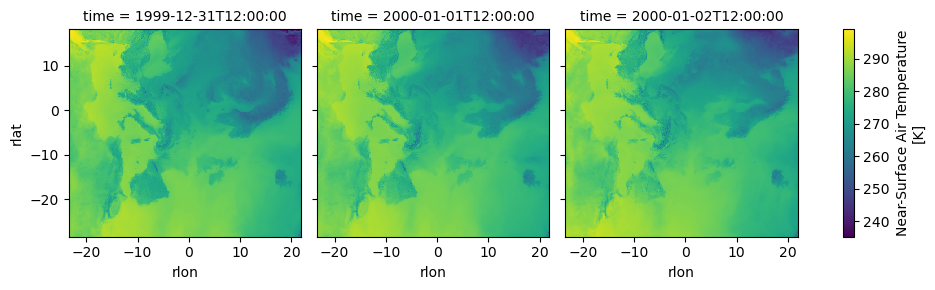 time = 1999-12-31T12:00:00
time = 2000-01-01T12:00:00
time = 2000-01-02T12:00:00
rlat
10
0
−10
−20
−20
−10
0
10
20
rlon
−20
−10
0
10
20
rlon
−20
−10
0
10
20
rlon
290
280
270
260
250
240
Near-Surface Air Temperature
[K]